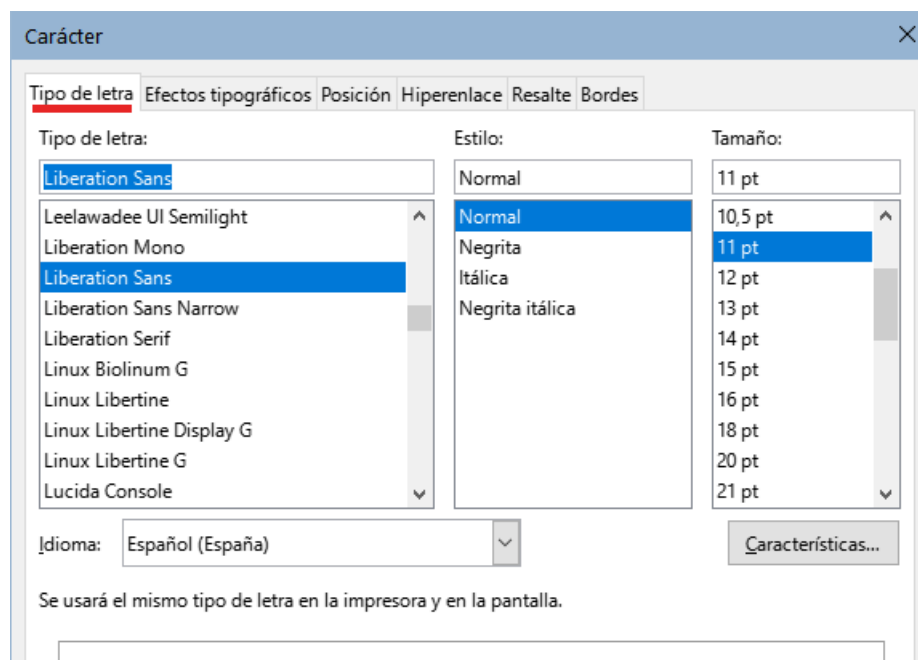 Carácter
Tipo de letra Efectos tipográficos Posición Hiperenlace Resalte Bordes
Tipo de letra: Estilo: Tamaño:
Liberation Sans Normal 11 pt
Leelawadee UI Semilight Normal 10,5 pt
Liberation Mono Negrita 11 pt
Liberation Sans Itálica 12 pt
Liberation Sans Narrow Negrita itálica 13 pt
Liberation Serif 14 pt
Linux Biolinum G 15 pt
Linux Libertine 16 pt
Linux Libertine Display G 18 pt
Linux Libertine G 20 pt
Lucida Console 21 pt
Idioma: Español (España) Características...
Se usará el mismo tipo de letra en la impresora y en la pantalla.